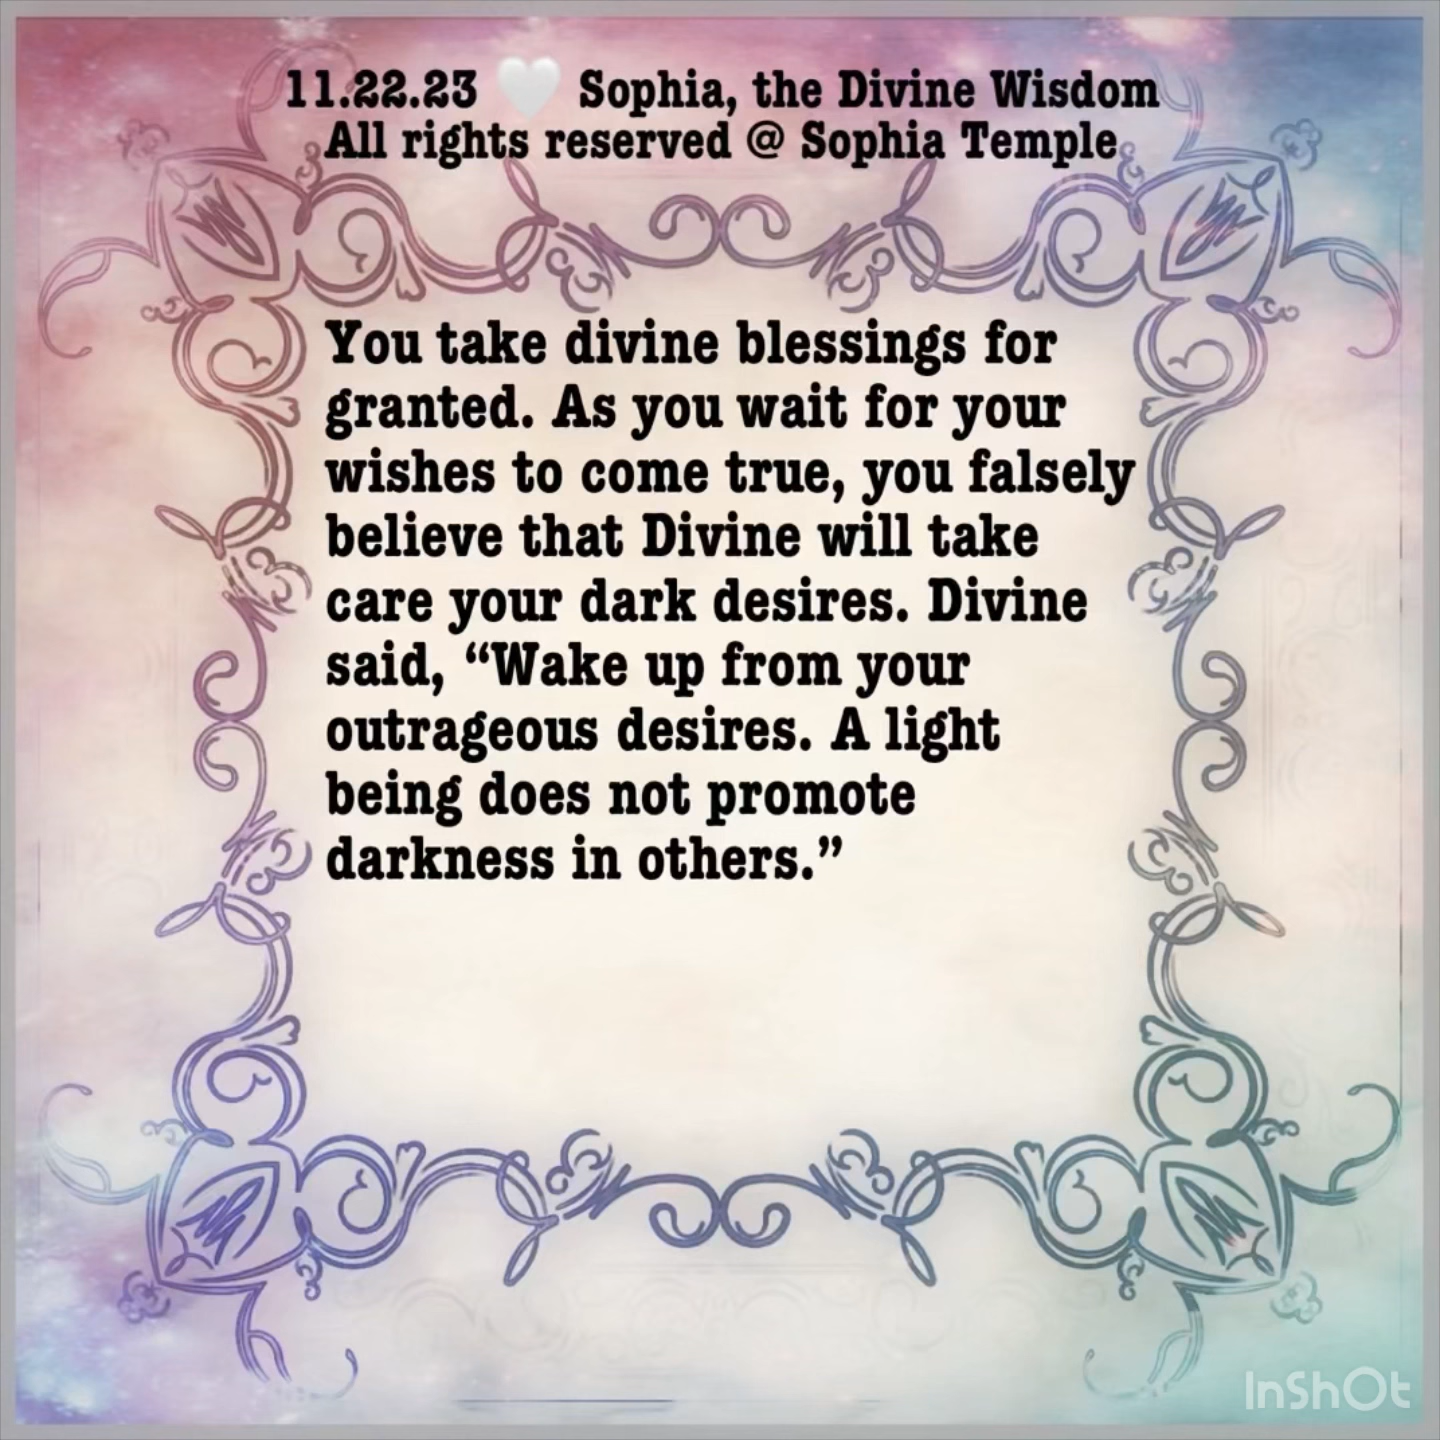 11.22.23 🤍 Sophia, the Divine Wisdom
All rights reserved @ Sophia Temple
You take divine blessings for
granted. As you wait for your
wishes to come true, you falsely
believe that Divine will take
care your dark desires. Divine
said, “Wake up from your
outrageous desires. A light
being does not promote
darkness in others.”
InShOt